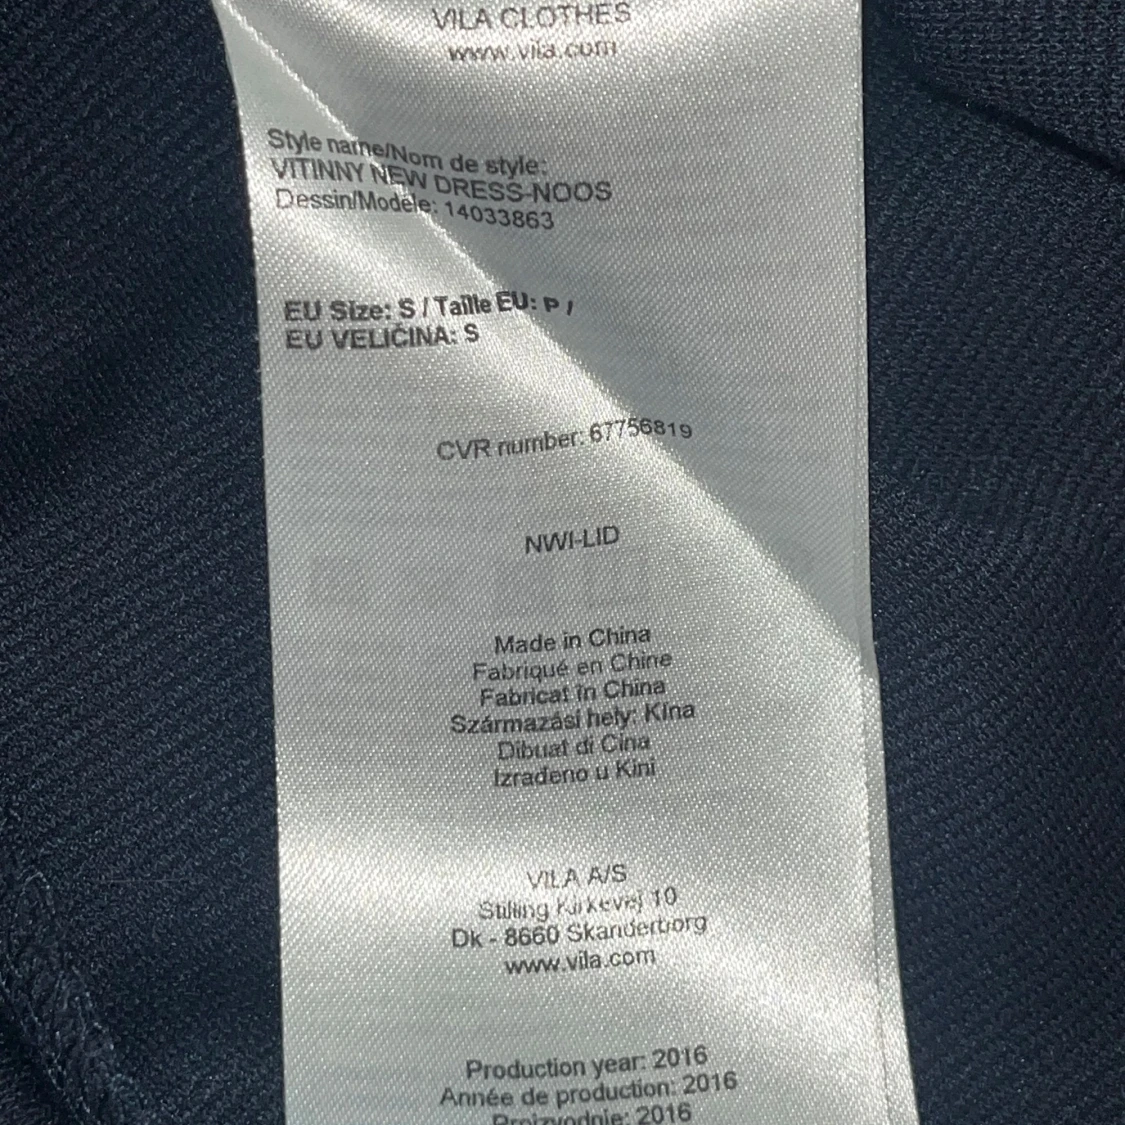 VILA CLOTHES
www.vila.com
Style name/Nom de style:
VITINNY NEW DRESS-NOOS
Dessin/Modèle: 14033863
EU Size: S / Taille EU: P /
EU VELIČINA: S
CVR number: 67756819
NWI-LID
Made in China
Fabriqué en Chine
Fabricat în China
Származási hely: Kína
Dibuat di Cina
Izradeno u Kini
VILA A/S
Stilling Kirkevej 10
Dk - 8660 Skanderborg
www.vila.com
Production year: 2016
Année de production: 2016
Proizvodnje: 2016